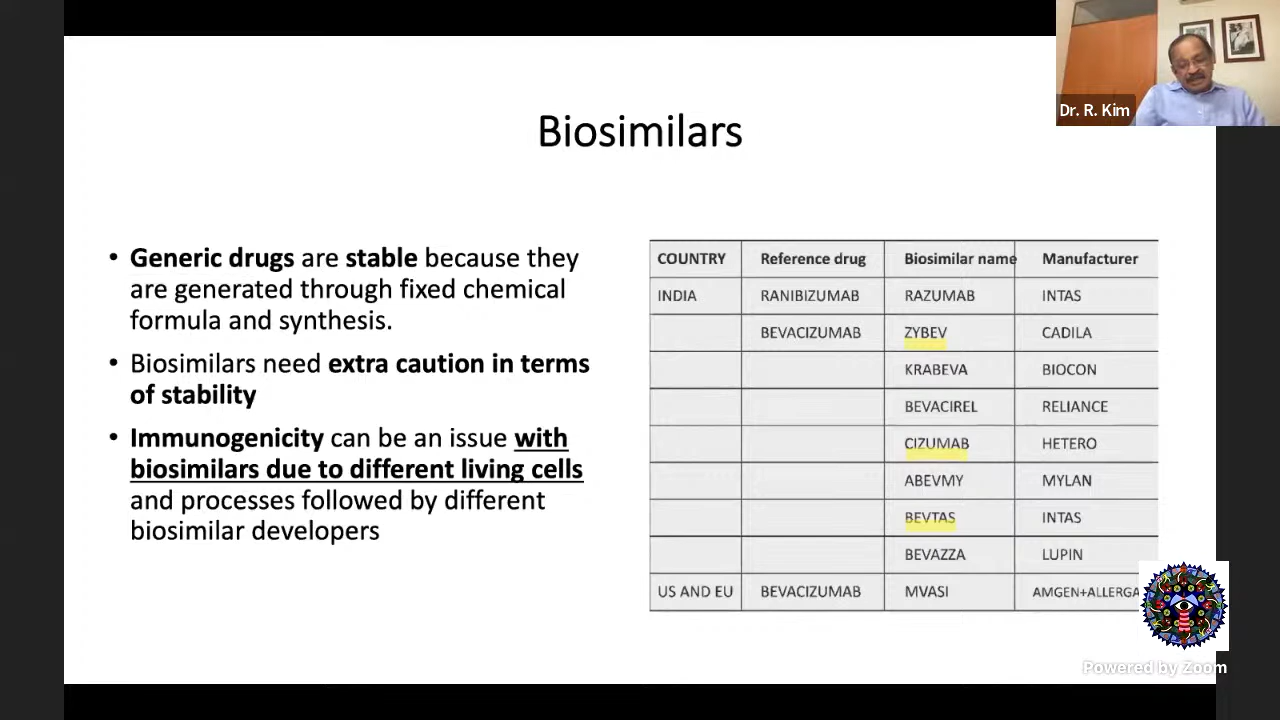 Dr. R. Kim
Biosimilars
• Generic drugs are stable because they
are generated through fixed chemical
formula and synthesis.
• Biosimilars need extra caution in terms
of stability
• Immunogenicity can be an issue with
biosimilars due to different living cells
and processes followed by different
biosimilar developers
COUNTRY Reference drug Biosimilar name Manufacturer
INDIA RANIBIZUMAB RAZUMAB INTAS
BEVACIZUMAB ZYBEV CADILA
KRABEVA BIOCON
BEVACIREL RELIANCE
CIZUMAB HETERO
ABEVMY MYLAN
BEVTAS INTAS
BEVAZZA LUPIN
US AND EU BEVACIZUMAB MVASI AMGEN+ALLERGA
Powered by Zoom